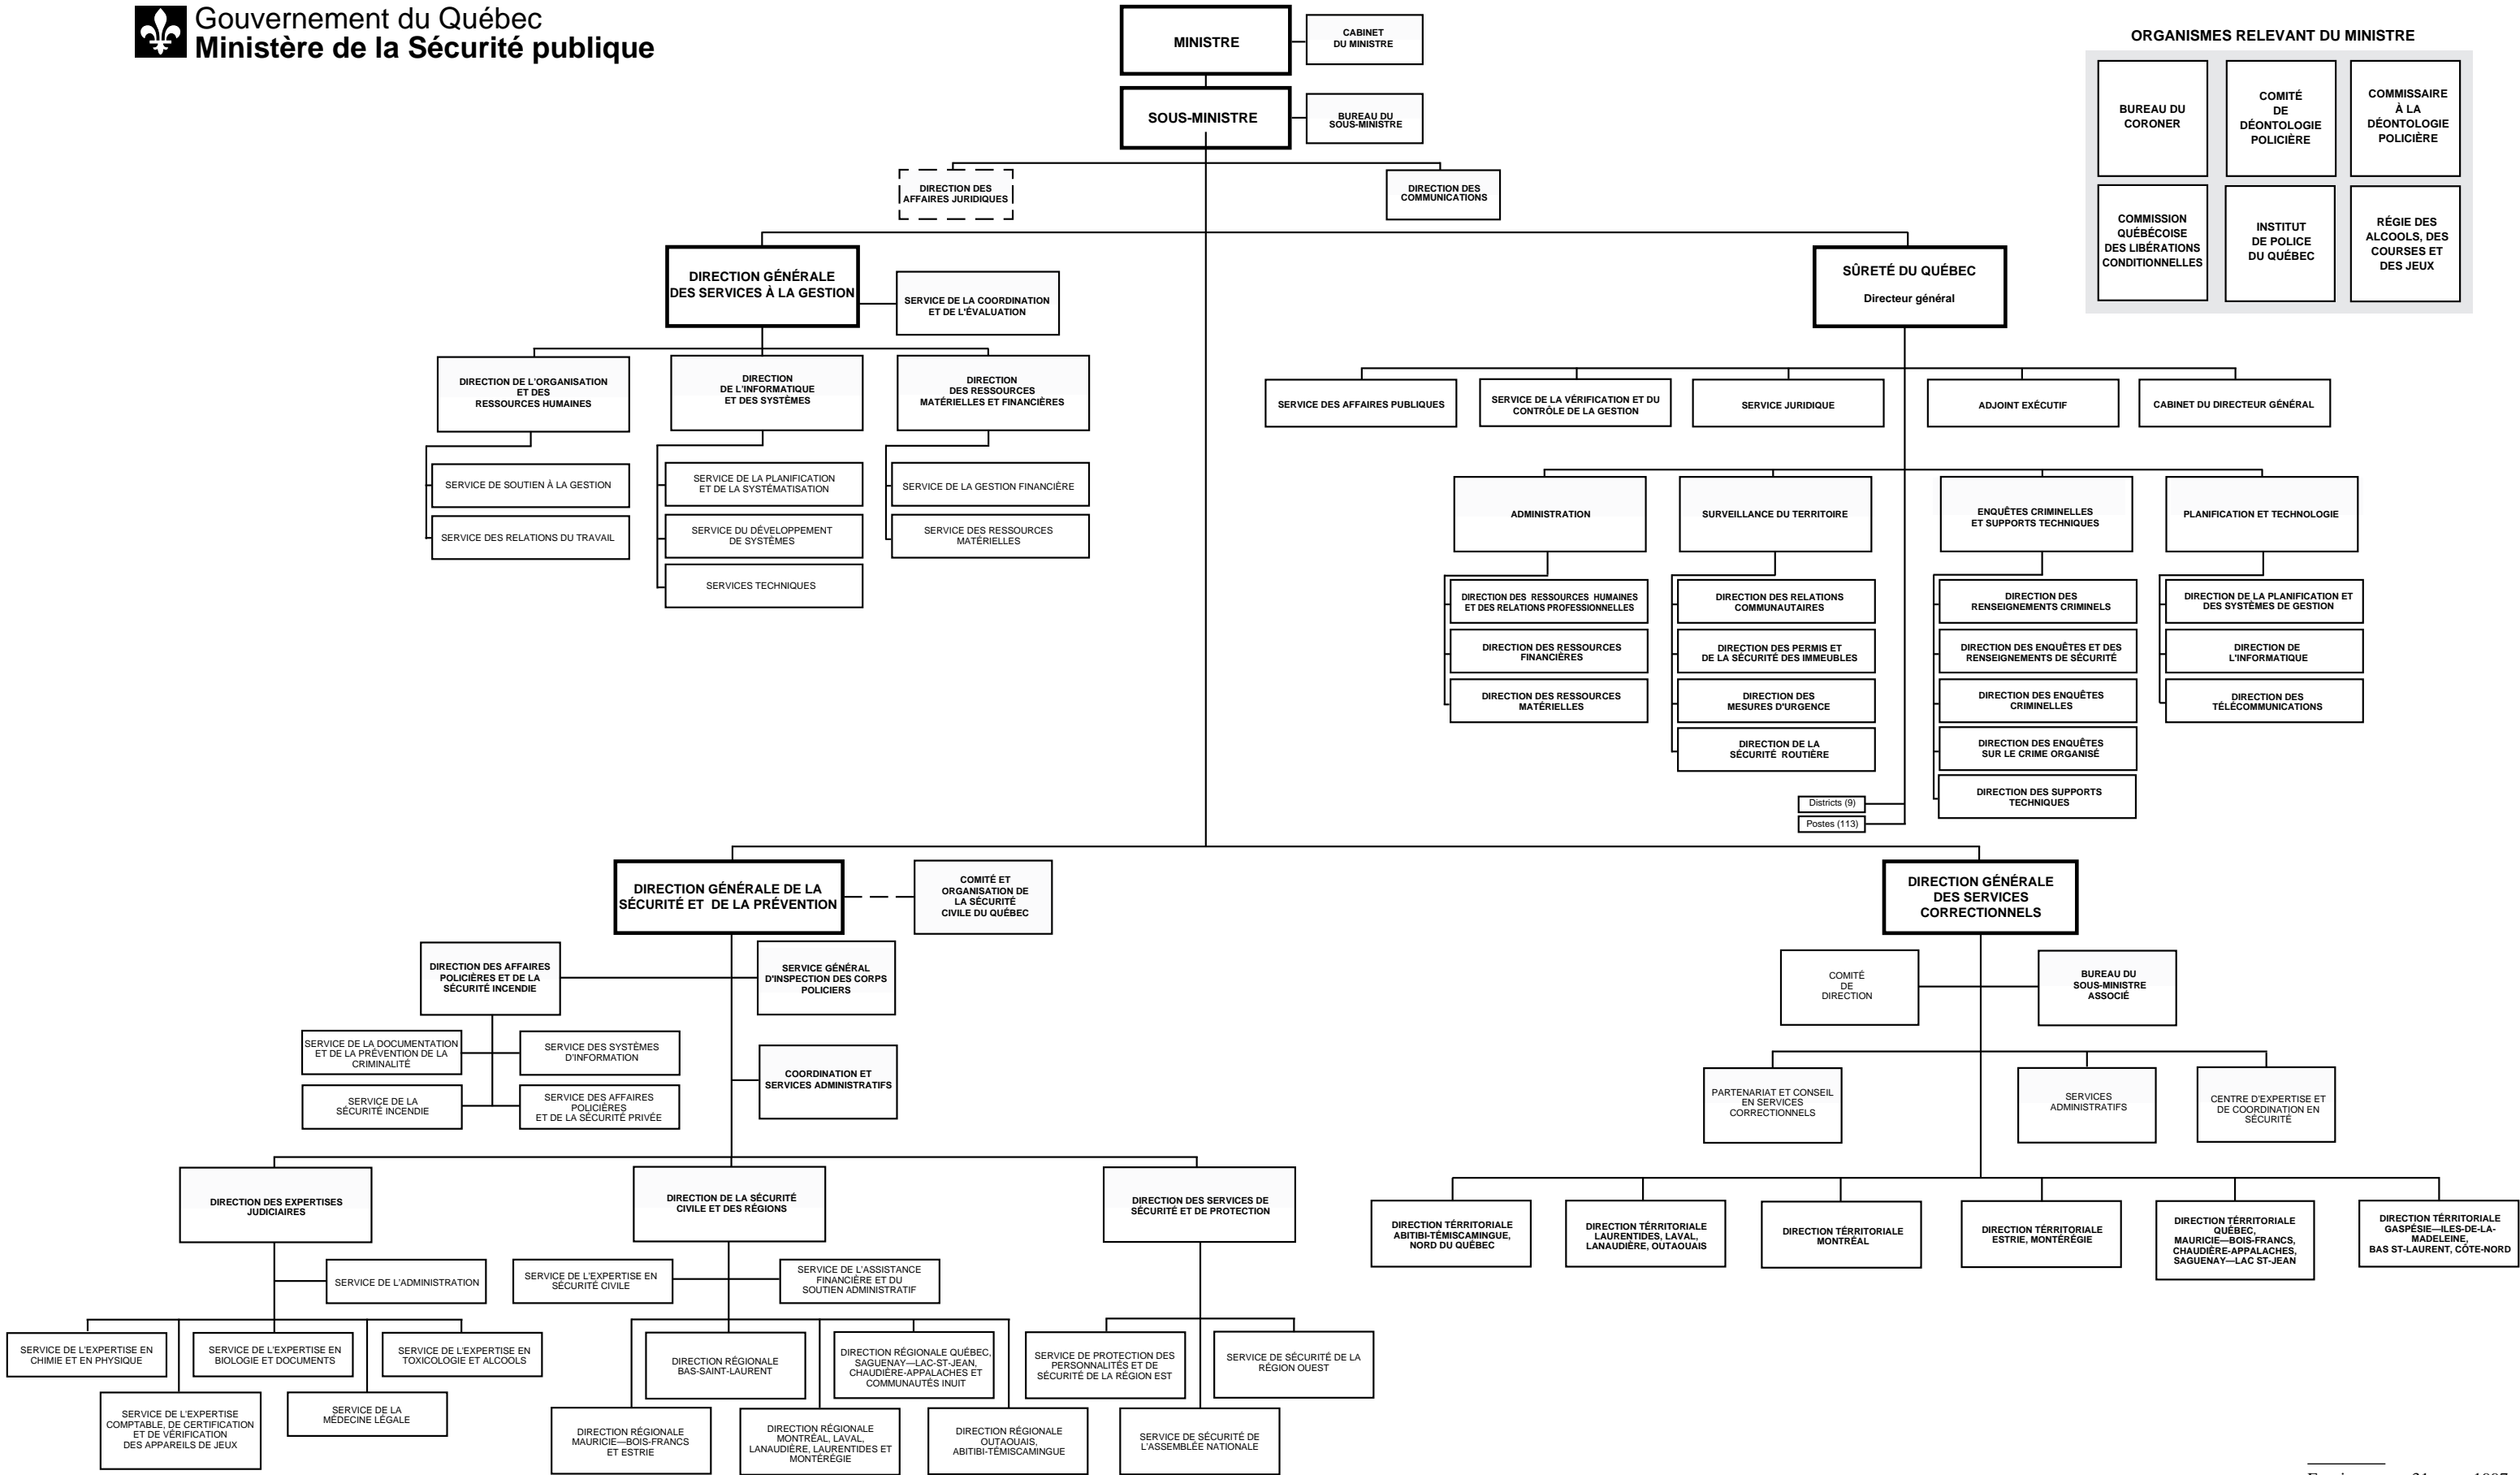 Gouvernement du Québec
Ministère de la Sécurité publique
MINISTRE
CABINET
DU MINISTRE
SOUS-MINISTRE
BUREAU DU
SOUS-MINISTRE
ORGANISMES RELEVANT DU MINISTRE
BUREAU DU
CORONER
COMITÉ
DE
DÉONTOLOGIE
POLICIÈRE
COMMISSAIRE
À LA
DÉONTOLOGIE
POLICIÈRE
COMMISSION
QUÉBÉCOISE
DES LIBÉRATIONS
CONDITIONNELLES
INSTITUT
DE POLICE
DU QUÉBEC
RÉGIE DES
ALCOOLS, DES
COURSES ET
DES JEUX
DIRECTION DES
AFFAIRES JURIDIQUES
DIRECTION DES
COMMUNICATIONS
DIRECTION GÉNÉRALE
DES SERVICES À LA GESTION
SERVICE DE LA COORDINATION
ET DE L'ÉVALUATION
DIRECTION DE L'ORGANISATION
ET DES
RESSOURCES HUMAINES
DIRECTION
DE L'INFORMATIQUE
ET DES SYSTÈMES
DIRECTION
DES RESSOURCES
MATÉRIELLES ET FINANCIÈRES
SERVICE DE SOUTIEN À LA GESTION
SERVICE DES RELATIONS DU TRAVAIL
SERVICE DE LA PLANIFICATION
ET DE LA SYSTÉMATISATION
SERVICE DU DÉVELOPPEMENT
DE SYSTÈMES
SERVICES TECHNIQUES
SERVICE DE LA GESTION FINANCIÈRE
SERVICE DES RESSOURCES
MATÉRIELLES
SÛRETÉ DU QUÉBEC
Directeur général
SERVICE DES AFFAIRES PUBLIQUES
SERVICE DE LA VÉRIFICATION ET DU
CONTRÔLE DE LA GESTION
SERVICE JURIDIQUE
ADJOINT EXÉCUTIF
CABINET DU DIRECTEUR GÉNÉRAL
ADMINISTRATION
SURVEILLANCE DU TERRITOIRE
ENQUÊTES CRIMINELLES
ET SUPPORTS TECHNIQUES
PLANIFICATION ET TECHNOLOGIE
DIRECTION DES RESSOURCES HUMAINES
ET DES RELATIONS PROFESSIONNELLES
DIRECTION DES RESSOURCES
FINANCIÈRES
DIRECTION DES RESSOURCES
MATÉRIELLES
DIRECTION DES RELATIONS
COMMUNAUTAIRES
DIRECTION DES PERMIS ET
DE LA SÉCURITÉ DES IMMEUBLES
DIRECTION DES
MESURES D'URGENCE
DIRECTION DE LA
SÉCURITÉ ROUTIÈRE
DIRECTION DES
RENSEIGNEMENTS CRIMINELS
DIRECTION DES ENQUÊTES ET DES
RENSEIGNEMENTS DE SÉCURITÉ
DIRECTION DES ENQUÊTES
CRIMINELLES
DIRECTION DES ENQUÊTES
SUR LE CRIME ORGANISÉ
DIRECTION DES SUPPORTS
TECHNIQUES
DIRECTION DE LA PLANIFICATION ET
DES SYSTÈMES DE GESTION
DIRECTION DE
L'INFORMATIQUE
DIRECTION DES
TÉLÉCOMMUNICATIONS
Districts (9)
Postes (113)
DIRECTION GÉNÉRALE DE LA
SÉCURITÉ ET DE LA PRÉVENTION
COMITÉ ET
ORGANISATION DE
LA SÉCURITÉ
CIVILE DU QUÉBEC
DIRECTION DES AFFAIRES
POLICIÈRES ET DE LA
SÉCURITÉ INCENDIE
SERVICE GÉNÉRAL
D'INSPECTION DES CORPS
POLICIERS
SERVICE DE LA DOCUMENTATION
ET DE LA PRÉVENTION DE LA
CRIMINALITÉ
SERVICE DES SYSTÈMES
D'INFORMATION
SERVICE DE LA
SÉCURITÉ INCENDIE
SERVICE DES AFFAIRES
POLICIÈRES
ET DE LA SÉCURITÉ PRIVÉE
COORDINATION ET
SERVICES ADMINISTRATIFS
DIRECTION DES EXPERTISES
JUDICIAIRES
DIRECTION DE LA SÉCURITÉ
CIVILE ET DES RÉGIONS
DIRECTION DES SERVICES DE
SÉCURITÉ ET DE PROTECTION
SERVICE DE L'ADMINISTRATION
SERVICE DE L'EXPERTISE EN
CHIMIE ET EN PHYSIQUE
SERVICE DE L'EXPERTISE EN
BIOLOGIE ET DOCUMENTS
SERVICE DE L'EXPERTISE EN
TOXICOLOGIE ET ALCOOLS
SERVICE DE L'EXPERTISE
COMPTABLE, DE CERTIFICATION
ET DE VÉRIFICATION
DES APPAREILS DE JEUX
SERVICE DE LA
MÉDECINE LÉGALE
SERVICE DE L'EXPERTISE EN
SÉCURITÉ CIVILE
SERVICE DE L'ASSISTANCE
FINANCIÈRE ET DU
SOUTIEN ADMINISTRATIF
DIRECTION RÉGIONALE
BAS-SAINT-LAURENT
DIRECTION RÉGIONALE QUÉBEC,
SAGUENAY—LAC-ST-JEAN,
CHAUDIÈRE-APPALACHES ET
COMMUNAUTÉS INUIT
DIRECTION RÉGIONALE
MAURICIE—BOIS-FRANCS
ET ESTRIE
DIRECTION RÉGIONALE
MONTRÉAL, LAVAL,
LANAUDIÈRE, LAURENTIDES ET
MONTÉRÉGIE
DIRECTION RÉGIONALE
OUTAOUAIS,
ABITIBI-TÉMISCAMINGUE
SERVICE DE PROTECTION DES
PERSONNALITÉS ET DE
SÉCURITÉ DE LA RÉGION EST
SERVICE DE SÉCURITÉ DE LA
RÉGION OUEST
SERVICE DE SÉCURITÉ DE
L'ASSEMBLÉE NATIONALE
DIRECTION GÉNÉRALE
DES SERVICES
CORRECTIONNELS
COMITÉ
DE
DIRECTION
BUREAU DU
SOUS-MINISTRE
ASSOCIÉ
PARTENARIAT ET CONSEIL
EN SERVICES
CORRECTIONNELS
SERVICES
ADMINISTRATIFS
CENTRE D'EXPERTISE ET
DE COORDINATION EN
SÉCURITÉ
DIRECTION TÉRRITORIALE
ABITIBI-TÉMISCAMINGUE,
NORD DU QUÉBEC
DIRECTION TÉRRITORIALE
LAURENTIDES, LAVAL,
LANAUDIÈRE, OUTAOUAIS
DIRECTION TÉRRITORIALE
MONTRÉAL
DIRECTION TÉRRITORIALE
ESTRIE, MONTÉRÉGIE
DIRECTION TÉRRITORIALE
QUÉBEC,
MAURICIE—BOIS-FRANCS,
CHAUDIÈRE-APPALACHES,
SAGUENAY—LAC ST-JEAN
DIRECTION TÉRRITORIALE
GASPÉSIE—ILES-DE-LA-
MADELEINE,
BAS ST-LAURENT, CÔTE-NORD